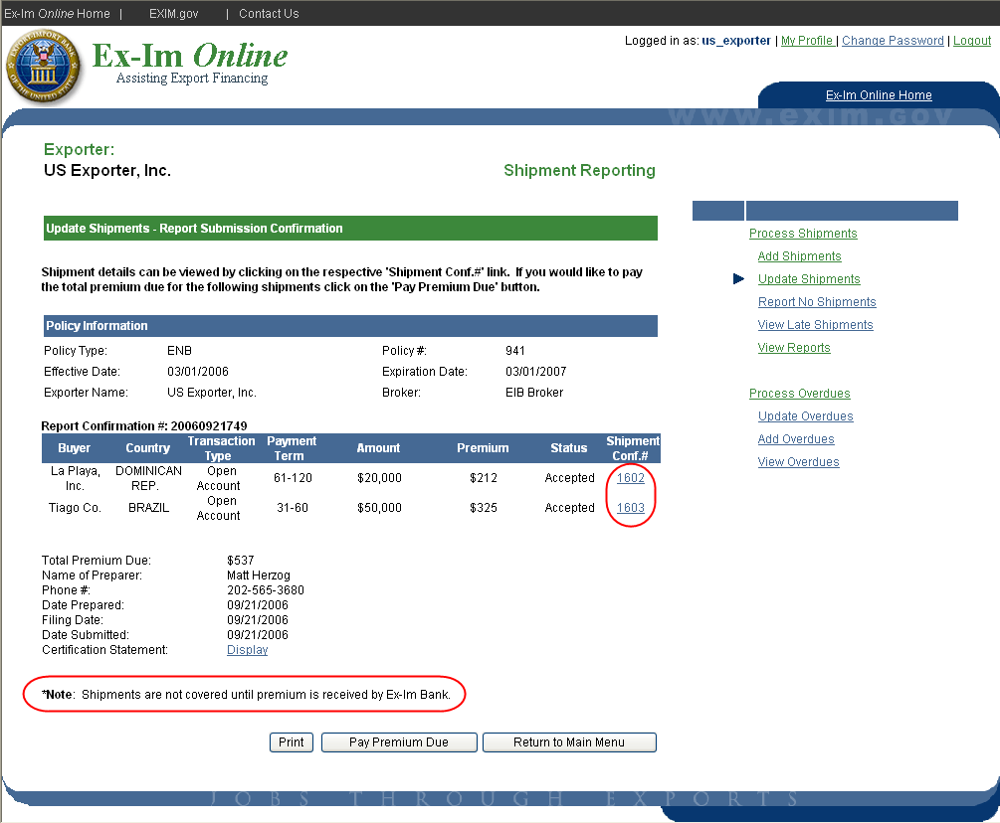 Ex-Im Online Home | EXIM.gov | Contact Us
Logged in as: us_exporter | My Profile | Change Password | Logout
Ex-Im Online
Assisting Export Financing
Ex-Im Online Home
www.exim.gov
Exporter:
US Exporter, Inc.
Shipment Reporting
Update Shipments - Report Submission Confirmation
Shipment details can be viewed by clicking on the respective 'Shipment Conf.#' link. If you would like to pay
the total premium due for the following shipments click on the 'Pay Premium Due' button.
Policy Information
Policy Type: ENB Policy #: 941
Effective Date: 03/01/2006 Expiration Date: 03/01/2007
Exporter Name: US Exporter, Inc. Broker: EIB Broker
Report Confirmation #: 20060921749
Buyer Country Transaction Type Payment Term Amount Premium Status Shipment Conf.#
La Playa, Inc. DOMINICAN REP. Open Account 61-120 $20,000 $212 Accepted 1602
Tiago Co. BRAZIL Open Account 31-60 $50,000 $325 Accepted 1603
Total Premium Due: $537
Name of Preparer: Matt Herzog
Phone #: 202-565-3680
Date Prepared: 09/21/2006
Filing Date: 09/21/2006
Date Submitted: 09/21/2006
Certification Statement: Display
*Note: Shipments are not covered until premium is received by Ex-Im Bank.
Print Pay Premium Due Return to Main Menu
Process Shipments
Add Shipments
Update Shipments
Report No Shipments
View Late Shipments
View Reports
Process Overdues
Update Overdues
Add Overdues
View Overdues
JOBS THROUGH EXPORTS